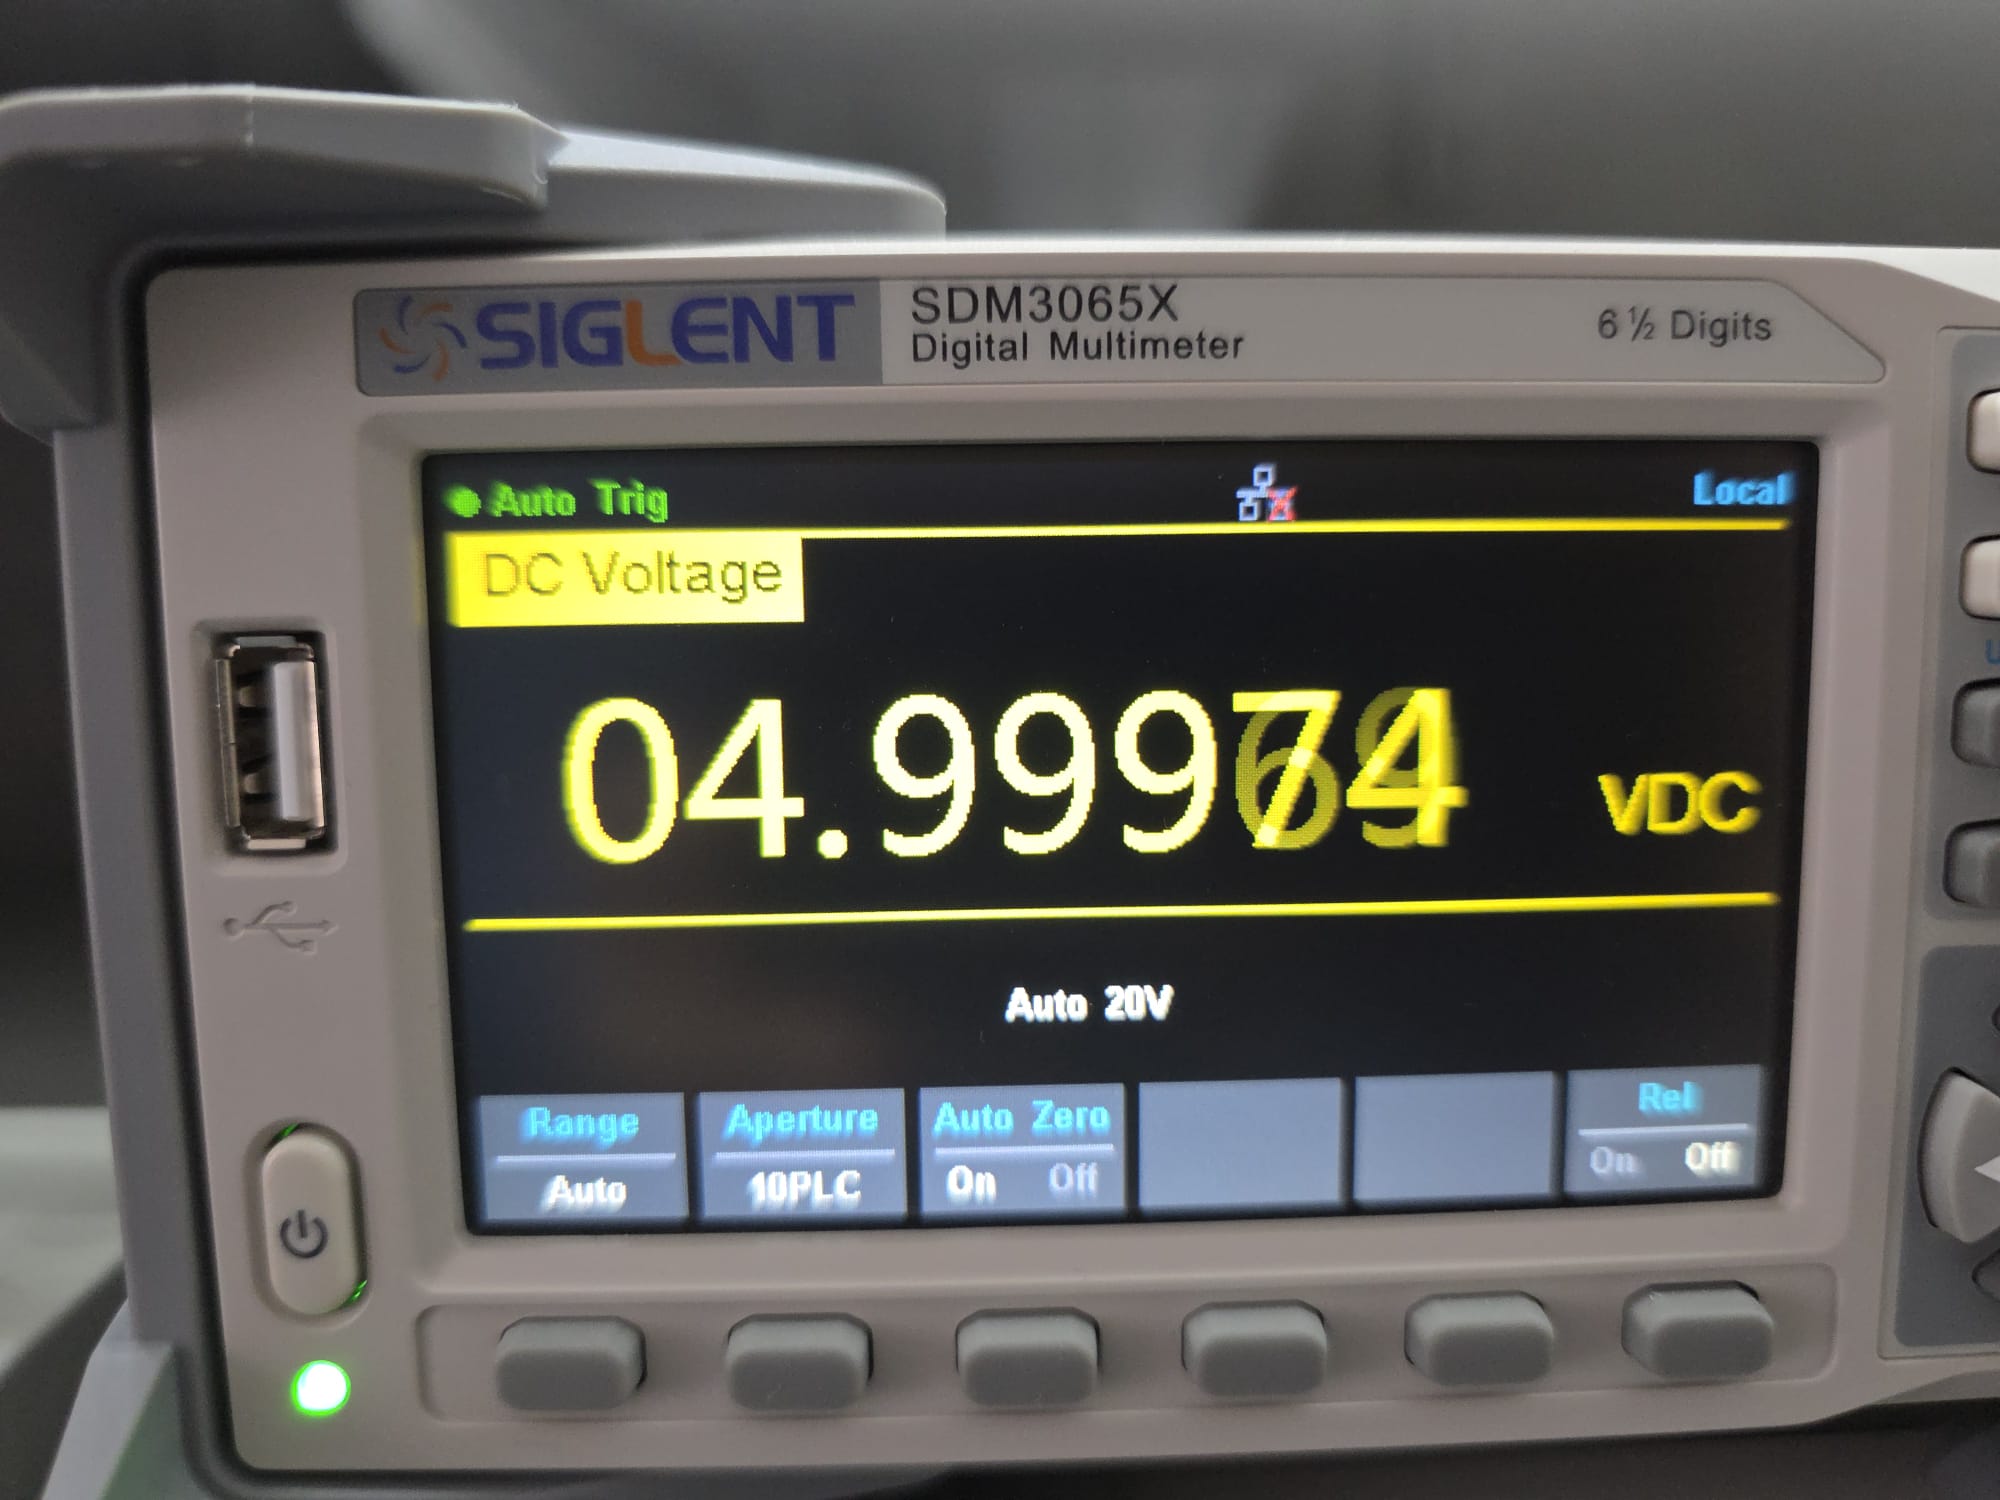 SIGLENT
SDM3065X
Digital Multimeter
6 ½ Digits
Auto Trig
Local
DC Voltage
04.99974 VDC
Auto 20V
Range Aperture Auto Zero Rel
Auto 10PLC On Off On Off